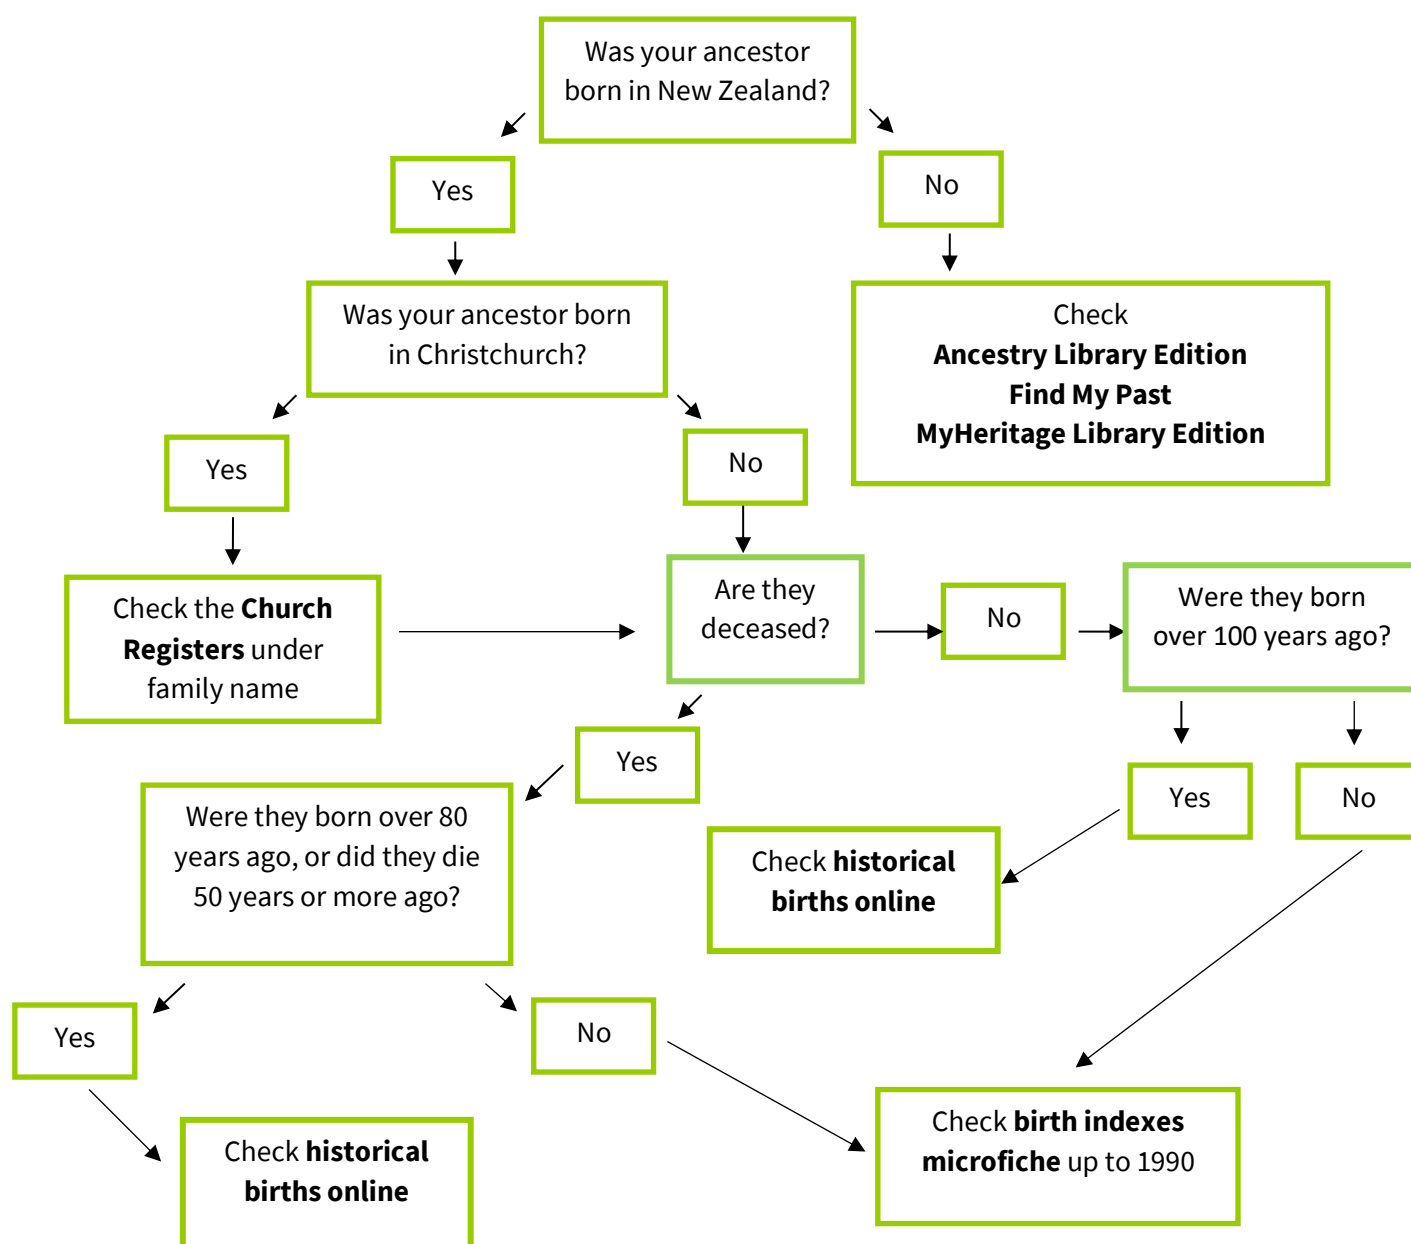 Was your ancestor
born in New Zealand?
Yes
No
Was your ancestor born
in Christchurch?
Check
Ancestry Library Edition
Find My Past
MyHeritage Library Edition
Yes
No
Check the Church
Registers under
family name
Are they
deceased?
No
Were they born
over 100 years ago?
Yes
Yes
No
Were they born over 80
years ago, or did they die
50 years or more ago?
Check historical
births online
Yes
No
Check historical
births online
Check birth indexes
microfiche up to 1990